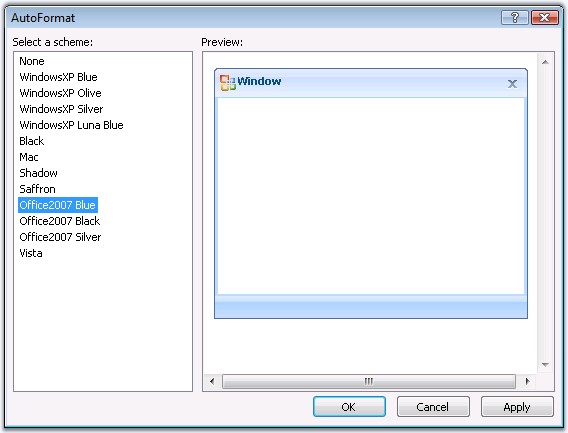 AutoFormat
Select a scheme:
Preview:
None
WindowsXP Blue
WindowsXP Olive
WindowsXP Silver
WindowsXP Luna Blue
Black
Mac
Shadow
Saffron
Office2007 Blue
Office2007 Black
Office2007 Silver
Vista
Window
OK
Cancel
Apply